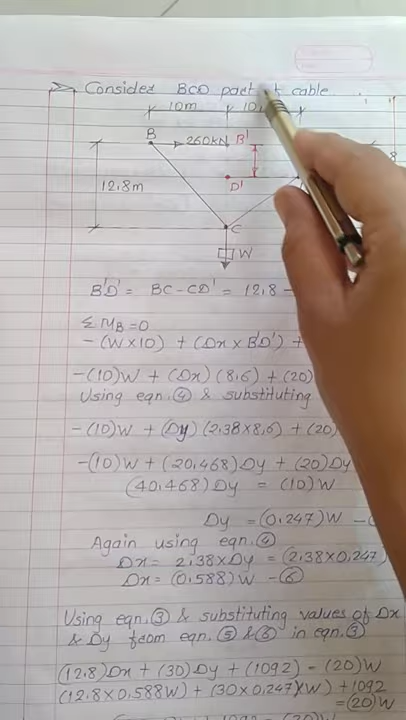 ➢ Consider BCD part of cable
10m 10
B 260kN B'
12.8m D'
C
W
B'D' = BC - CD' = 12.8 -
ΣM_B = 0
-(W×10) + (Dx × B'D') +
-(10)W + (Dx)(8.6) + (20)
Using eqn. ④ & substituting
-(10)W + (Dy)(2.38×8.6) + (20)
-(10)W + (20.468)Dy + (20)Dy
(40.468)Dy = (10)W
Dy = (0.247)W -
Again using eqn. ④
Dx = 2.38×Dy = (2.38×0.247)
Dx = (0.588)W - ⑥
Using eqn. ③ & substituting values of Dx
& Dy from eqn. ⑤ & ⑥ in eqn. ③
(12.8)Dx + (30)Dy + (1092) = (20)W
(12.8×0.588W) + (30×0.247)W) + 1092
= (20)W